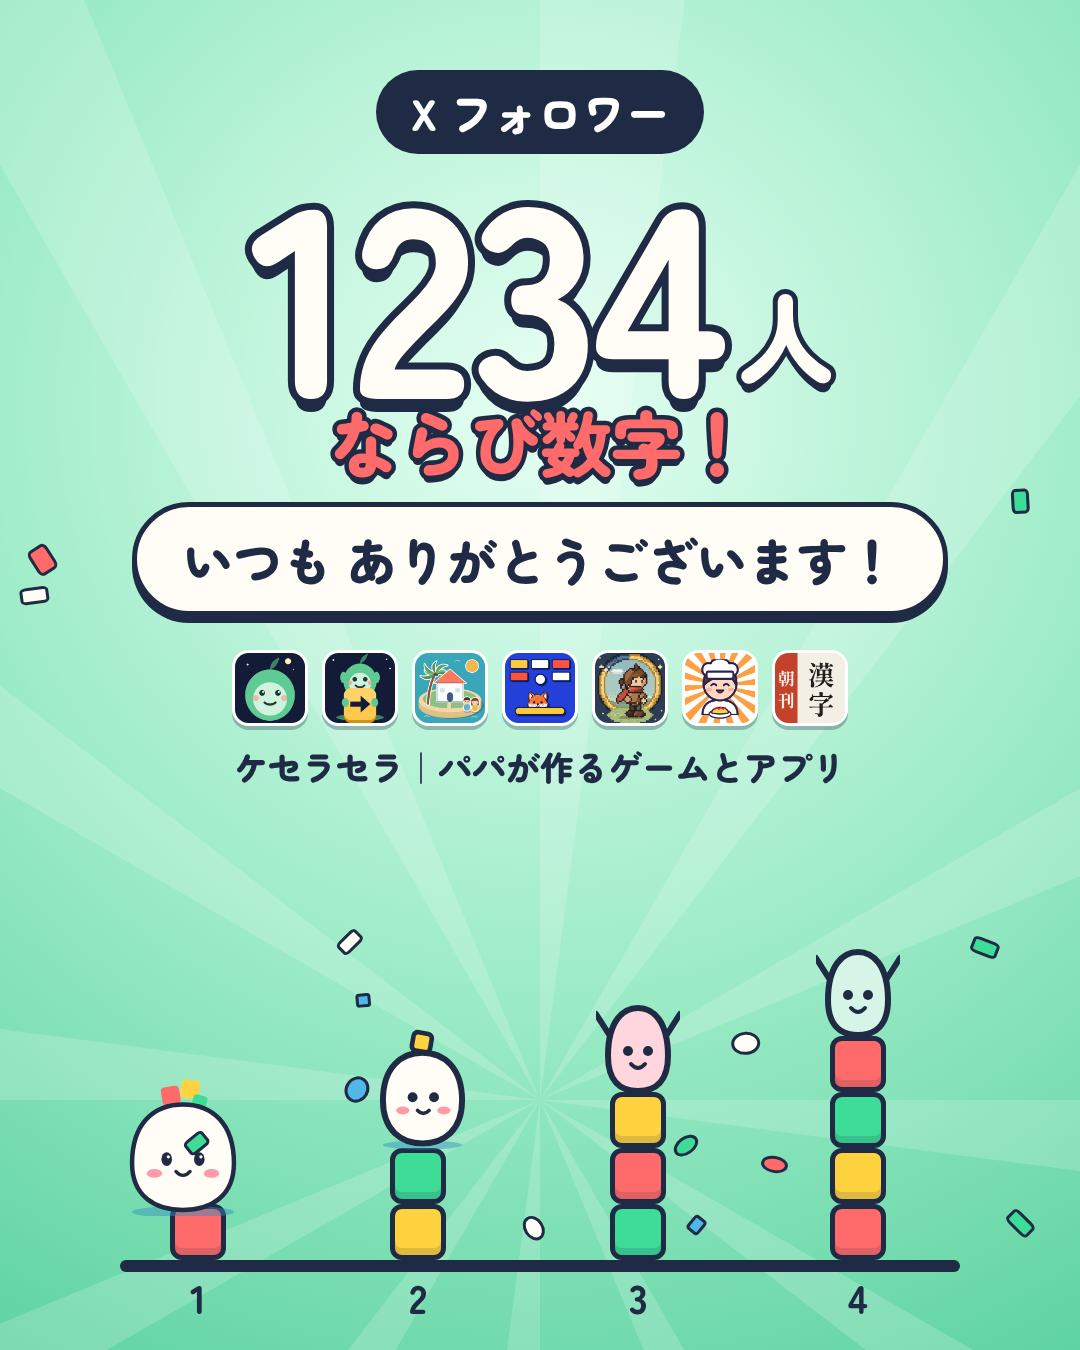 X フォロワー
1234人
ならび数字！
いつも ありがとうございます！
朝刊 漢字
ケセラセラ｜パパが作るゲームとアプリ
1 2 3 4